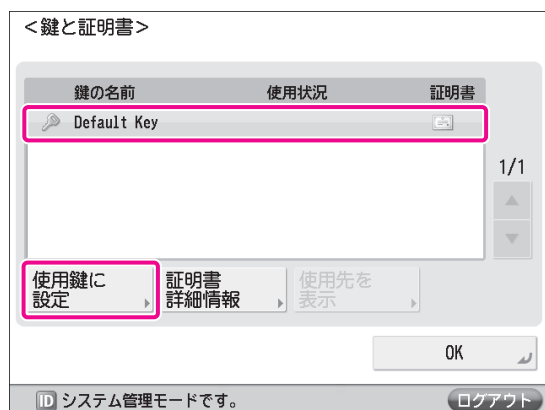 <鍵と証明書>
鍵の名前 使用状況 証明書
Default Key
1/1
使用鍵に
設定
証明書
詳細情報
使用先を
表示
OK
ID システム管理モードです。
ログアウト